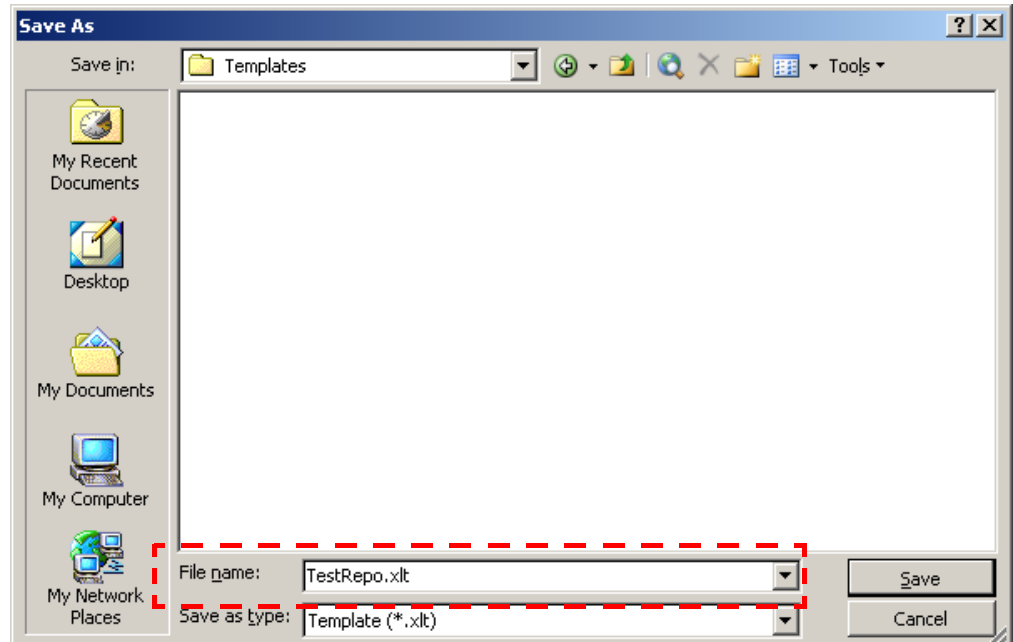 Save As
Save in:
Templates
Tools
My Recent
Documents
Desktop
My Documents
My Computer
My Network
Places
File name:
TestRepo.xlt
Save
Save as type:
Template (*.xlt)
Cancel